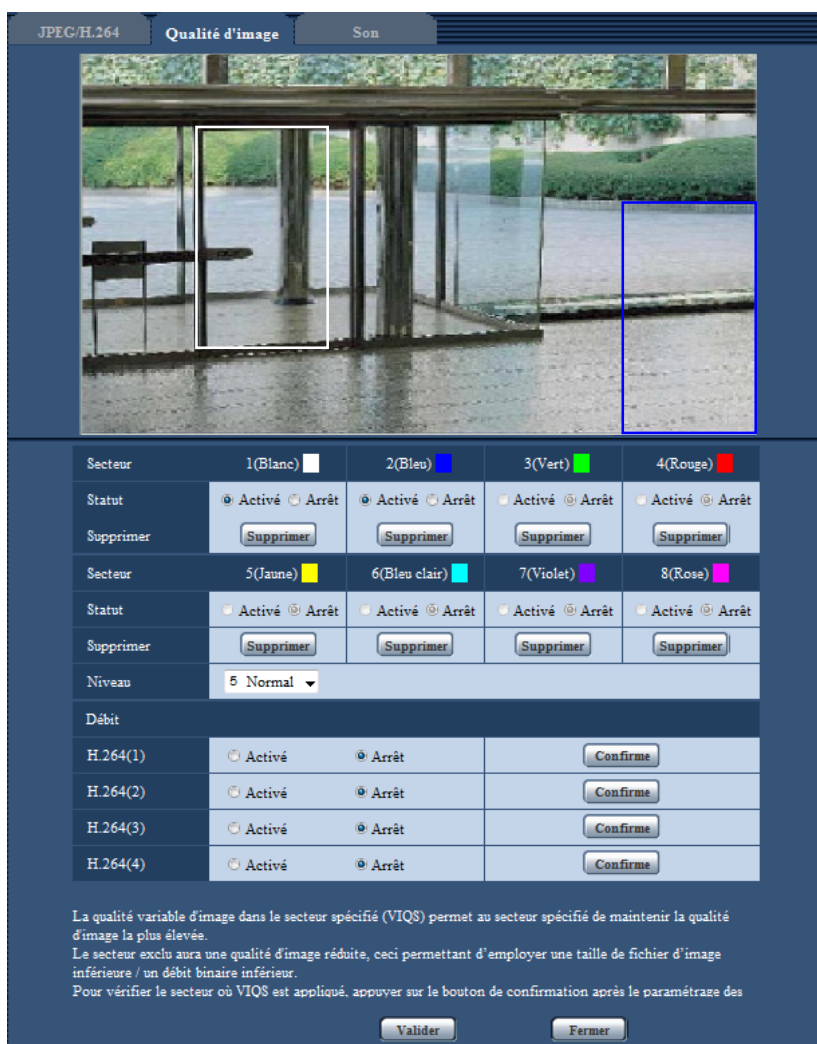 JPEG/H.264 Qualité d'image Son
Secteur 1(Blanc) 2(Bleu) 3(Vert) 4(Rouge)
Statut Activé Arrêt Activé Arrêt Activé Arrêt Activé Arrêt
Supprimer Supprimer Supprimer Supprimer Supprimer
Secteur 5(Jaune) 6(Bleu clair) 7(Violet) 8(Rose)
Statut Activé Arrêt Activé Arrêt Activé Arrêt Activé Arrêt
Supprimer Supprimer Supprimer Supprimer Supprimer
Niveau 5 Normal
Débit
H.264(1) Activé Arrêt Confirme
H.264(2) Activé Arrêt Confirme
H.264(3) Activé Arrêt Confirme
H.264(4) Activé Arrêt Confirme
La qualité variable d'image dans le secteur spécifié (VIQS) permet au secteur spécifié de maintenir la qualité
d'image la plus élevée.
Le secteur exclu aura une qualité d'image réduite, ceci permettant d'employer une taille de fichier d'image
inférieure / un débit binaire inférieur.
Pour vérifier le secteur où VIQS est appliqué, appuyer sur le bouton de confirmation après le paramétrage des
Valider Fermer